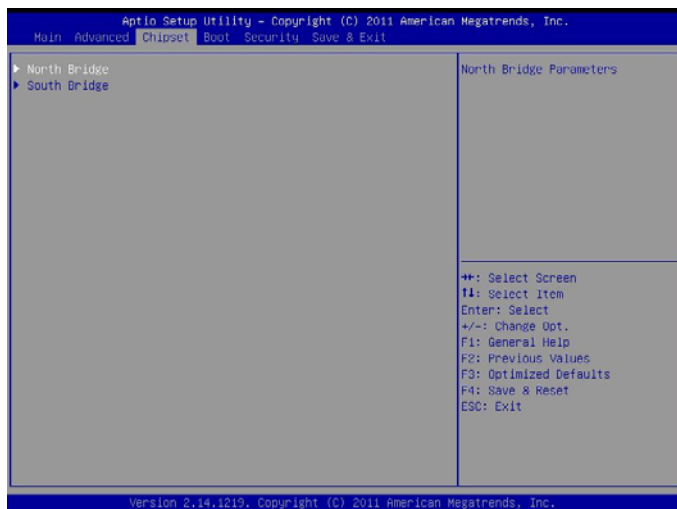 Aptio Setup Utility – Copyright (C) 2011 American Megatrends, Inc.
Main Advanced Chipset Boot Security Save & Exit
North Bridge
South Bridge
North Bridge Parameters
→←: Select Screen
↑↓: Select Item
Enter: Select
+/-: Change Opt.
F1: General Help
F2: Previous Values
F3: Optimized Defaults
F4: Save & Reset
ESC: Exit
Version 2.14.1219. Copyright (C) 2011 American Megatrends, Inc.